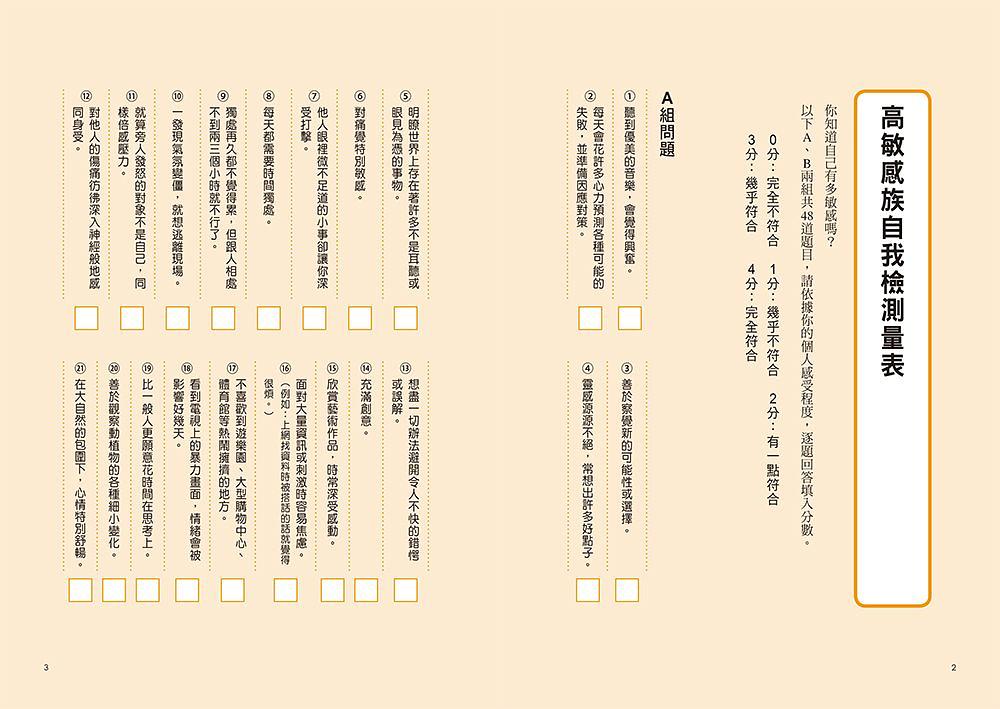 高敏感族自我檢測量表
你知道自己有多敏感嗎？
以下A、B兩組共48道題目，請依據你的個人感受程度，逐題回答填入分數。
0分：完全不符合　1分：幾乎不符合　2分：有一點符合
3分：幾乎符合　4分：完全符合
A組問題
① 聽到優美的音樂，會覺得興奮。
② 每天會花許多心力預測各種可能的
失敗，並準備因應對策。
③ 善於察覺新的可能性或選擇。
④ 靈感源源不絕，常想出許多好點子。
2
⑤ 明瞭世界上存在著許多不是耳聽或
眼見為憑的事物。
⑥ 對痛覺特別敏感。
⑦ 他人眼裡微不足道的小事卻讓你深
受打擊。
⑧ 每天都需要時間獨處。
⑨ 獨處再久都不覺得累，但跟人相處
不到兩三個小時就不行了。
⑩ 一發現氣氛變僵，就想逃離現場。
⑪ 就算旁人發怒的對象不是自己，同
樣倍感壓力。
⑫ 對他人的傷痛彷彿深入神經般地感
同身受。
⑬ 想盡一切辦法避開令人不快的錯愕
或誤解。
⑭ 充滿創意。
⑮ 欣賞藝術作品，時常深受感動。
⑯ 面對大量資訊或刺激時容易焦慮。
（例如：上網找資料時被搭話的話就覺得
很煩。）
⑰ 不喜歡到遊樂園、大型購物中心、
體育館等熱鬧擁擠的地方。
⑱ 看到電視上的暴力畫面，情緒會被
影響好幾天。
⑲ 比一般人更願意花時間在思考上。
⑳ 善於觀察動植物的各種細小變化。
㉑ 在大自然的包圍下，心情特別舒暢。
3